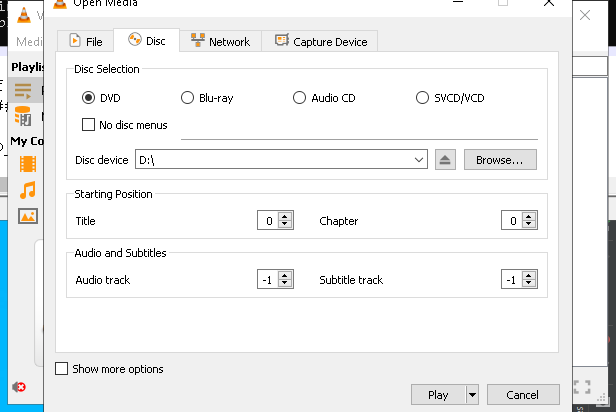 Open Media
Medi
File
Disc
Network
Capture Device
Playlis
Disc Selection
DVD
Blu-ray
Audio CD
SVCD/VCD
No disc menus
My Co
Disc device
D:\
Browse...
Starting Position
Title
0
Chapter
0
Audio and Subtitles
Audio track
-1
Subtitle track
-1
Show more options
Play
Cancel